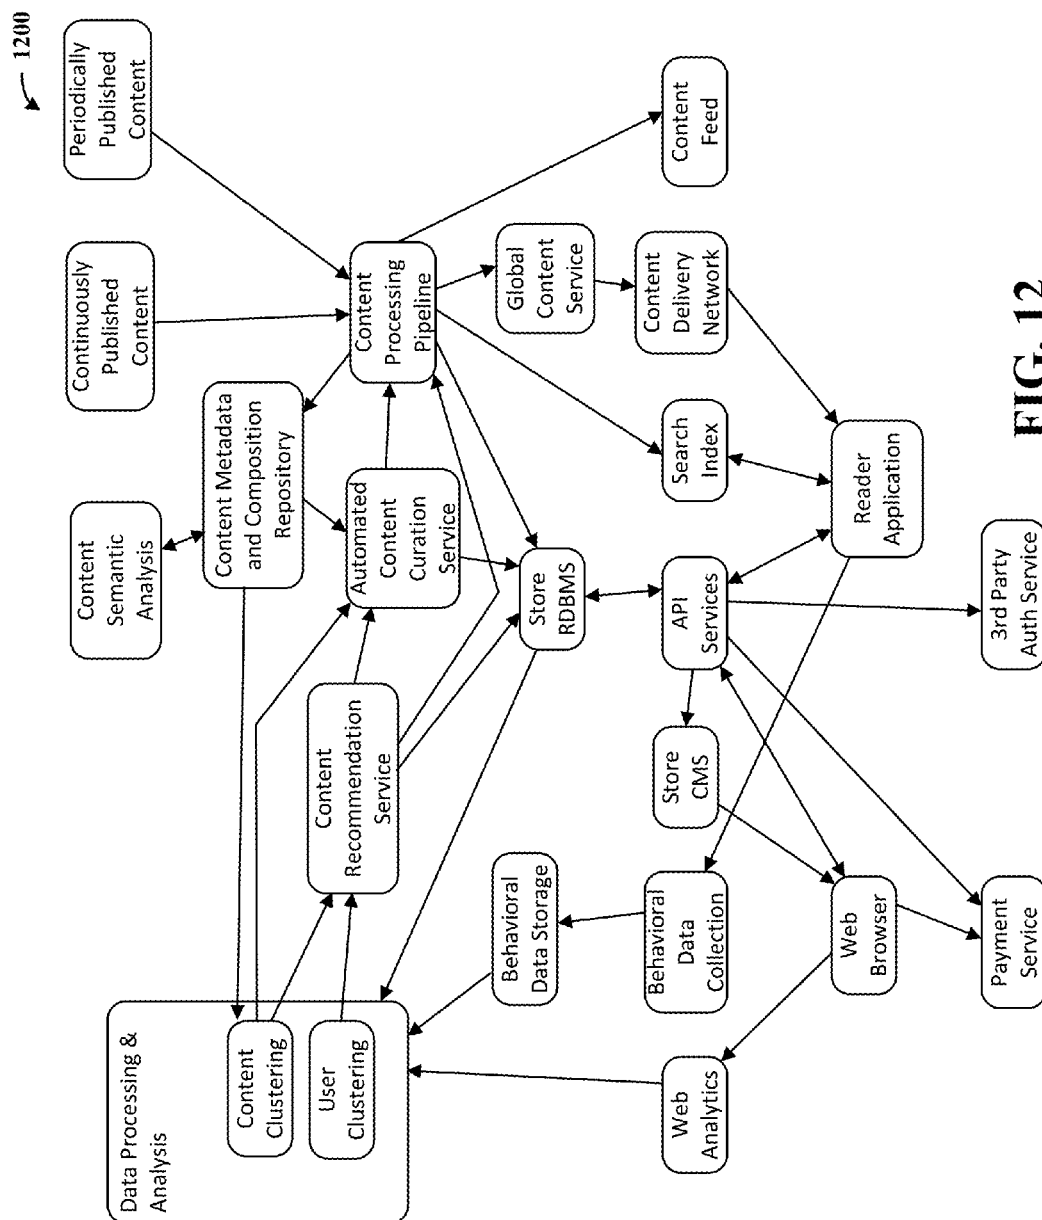 1200
Data Processing &
Analysis
Content
Clustering
User
Clustering
Content
Semantic
Analysis
Continuously
Published
Content
Periodically
Published
Content
Content Metadata
and Composition
Repository
Content
Recommendation
Service
Automated
Content
Curation
Service
Content
Processing
Pipeline
Behavioral
Data Storage
Store
RDBMS
Global
Content
Service
Web
Analytics
Behavioral
Data
Collection
Store
CMS
API
Services
Search
Index
Content
Delivery
Network
Content
Feed
Web
Browser
Reader
Application
Payment
Service
3rd Party
Auth Service
FIG. 12